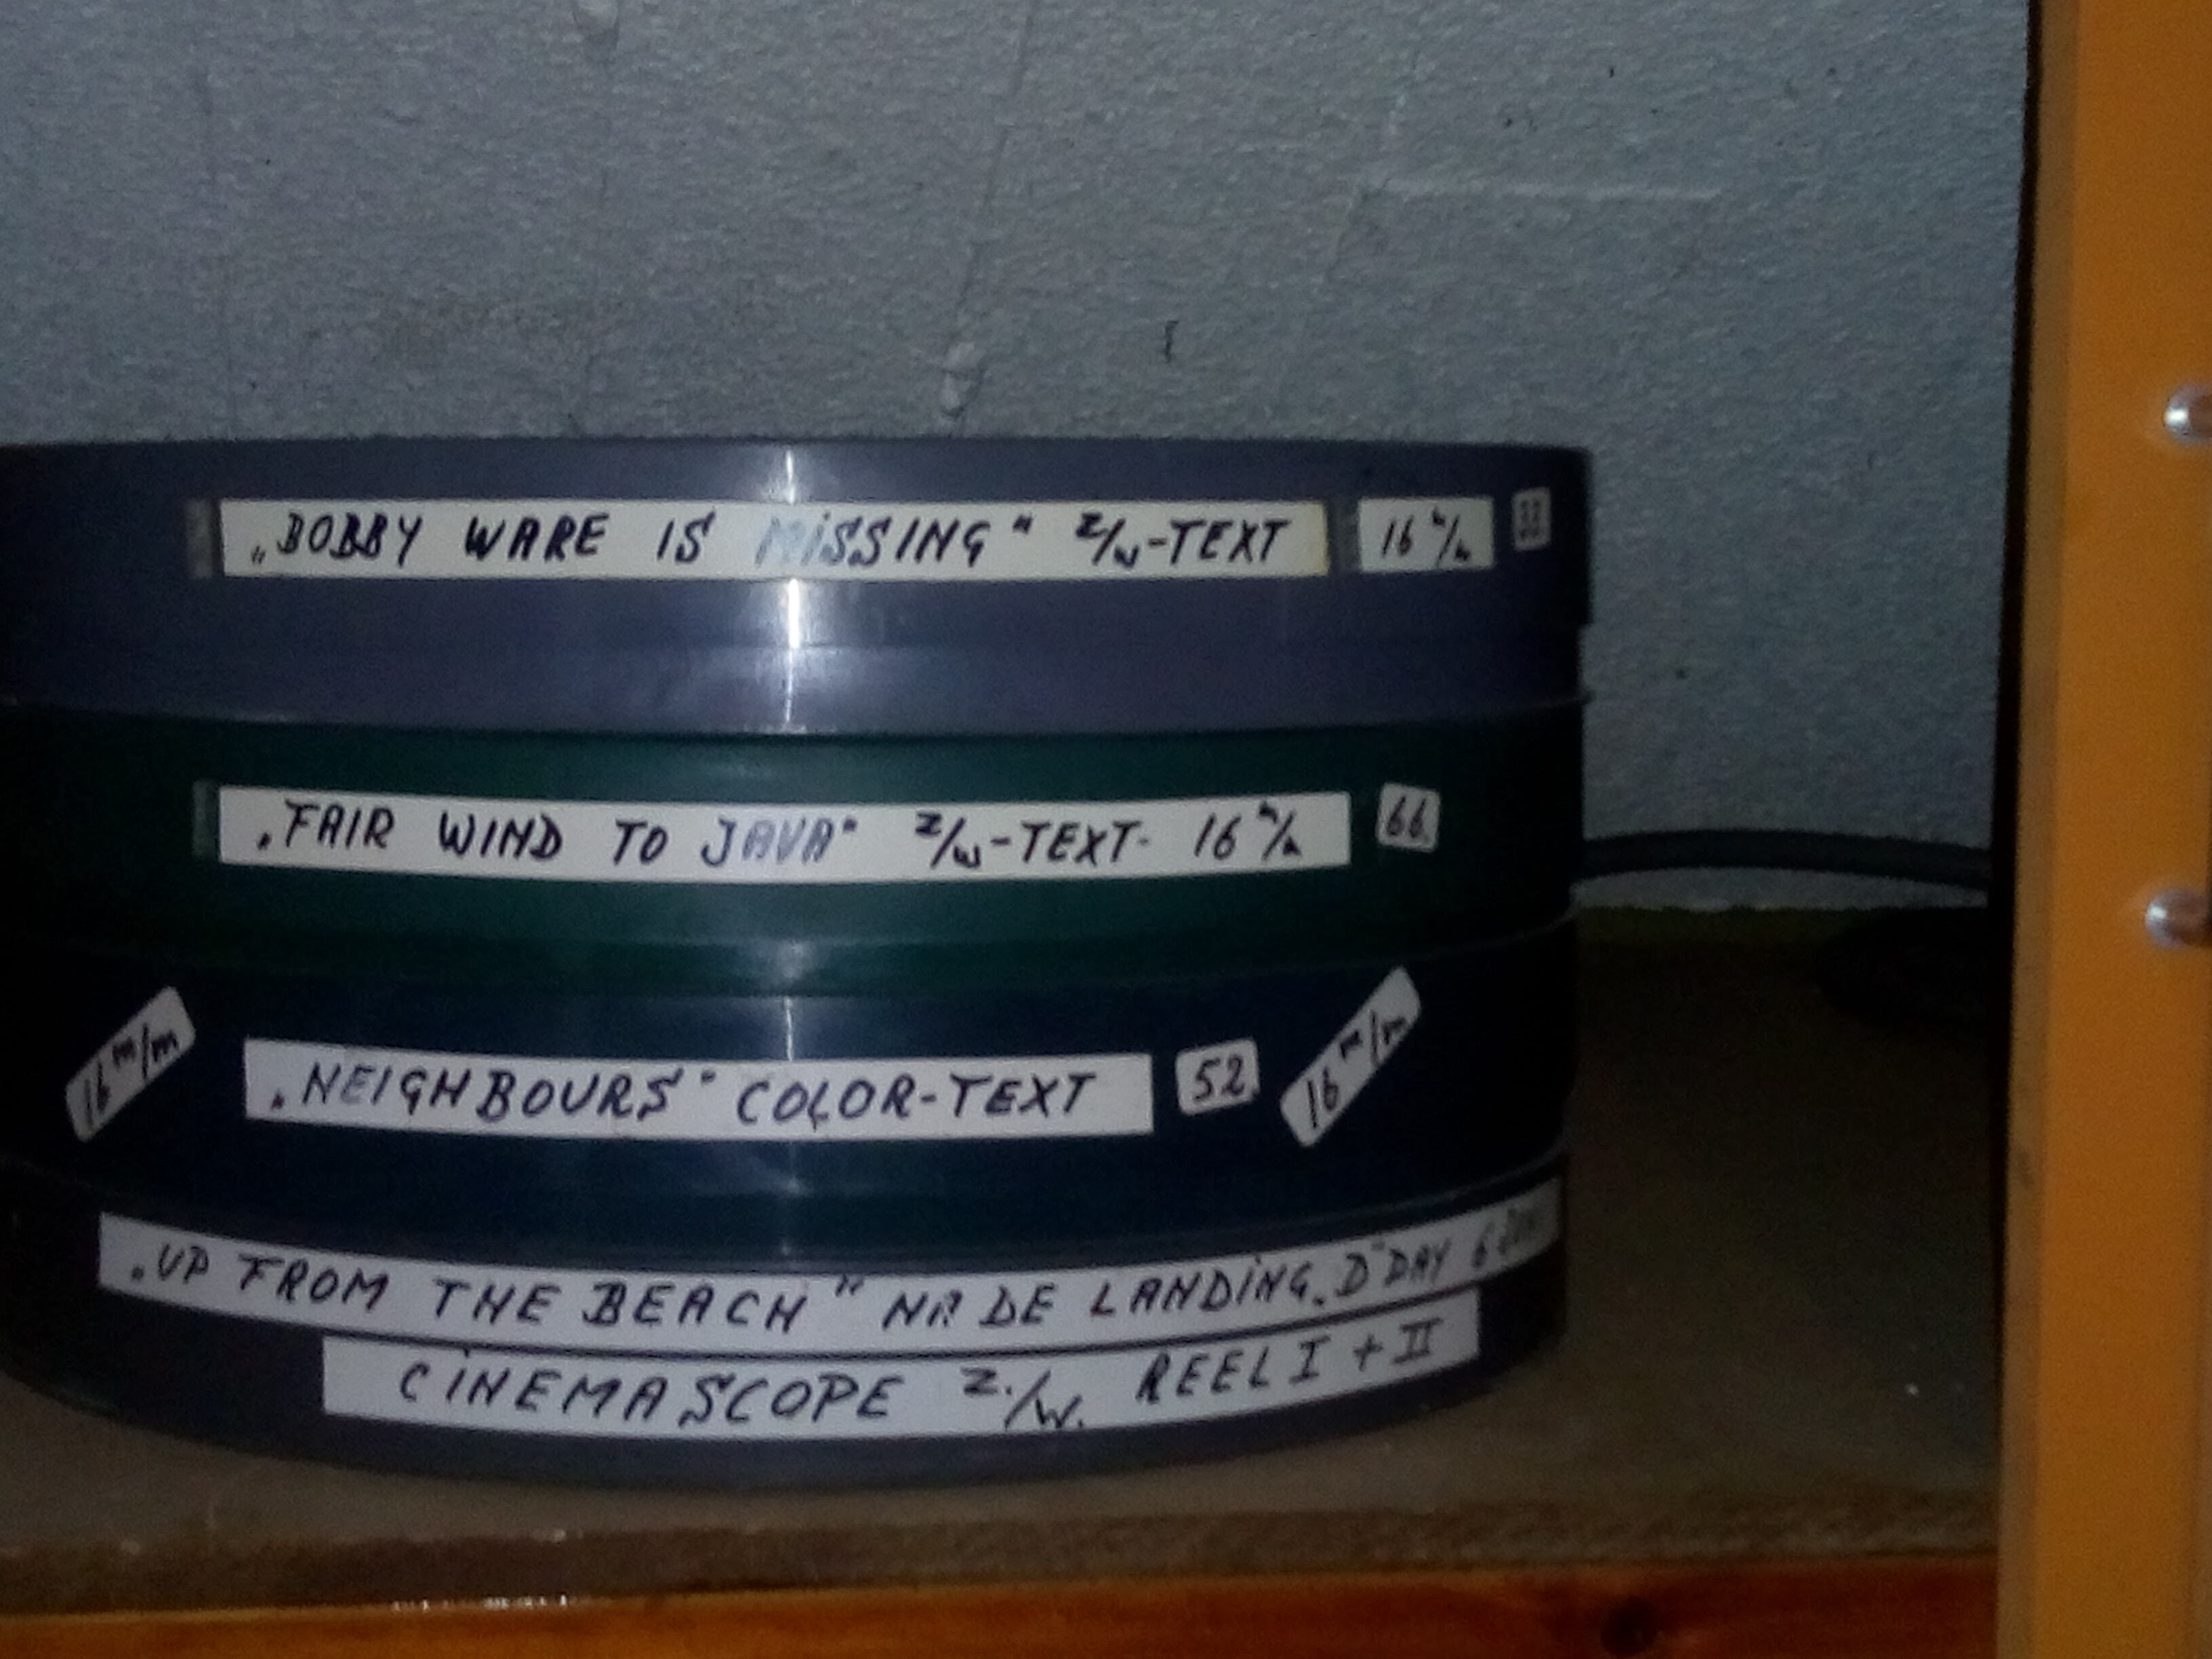 „BOBBY WARE IS MISSING" Z/W-TEXT 16 m/m
„FAIR WIND TO JAVA" Z/W-TEXT- 16 m/m 66.
16 m/m „NEIGHBOURS" COLOR-TEXT 52. 16 m/m
„UP FROM THE BEACH" NA DE LANDING. D"DAY 6
CINEMASCOPE Z./W. REEL I + II